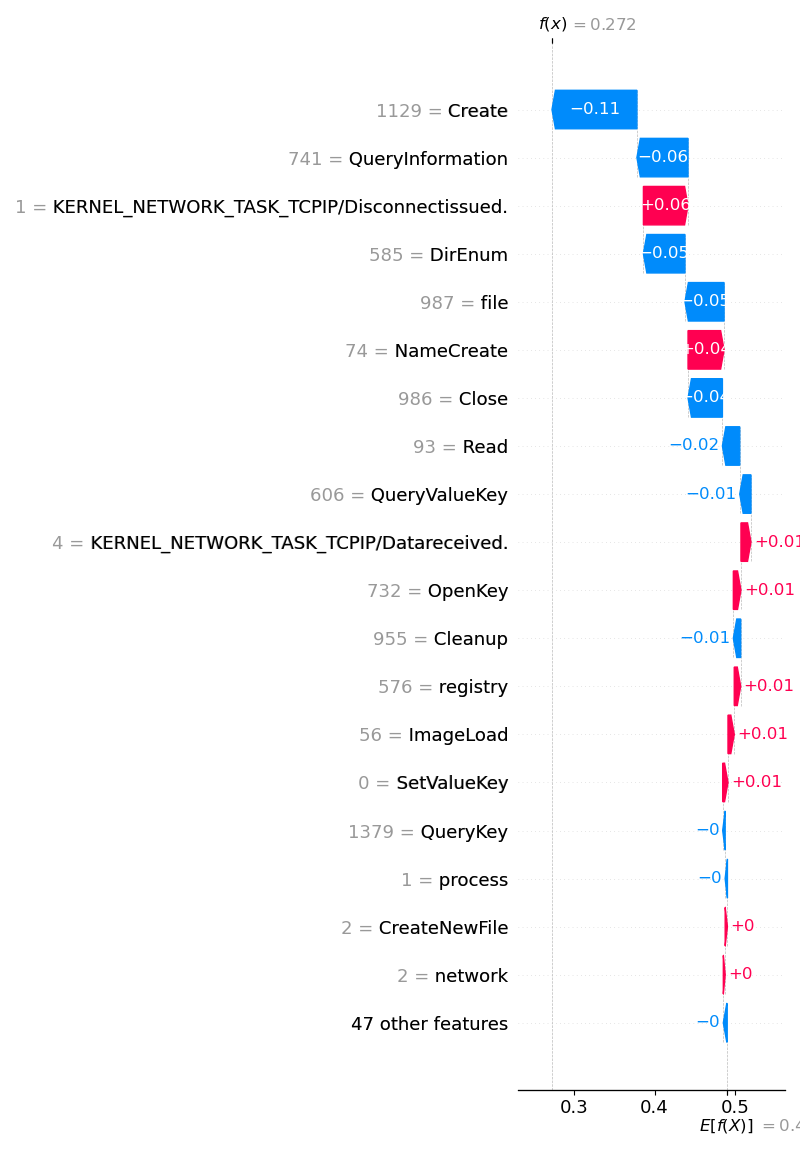 f(x) = 0.272
1129 = Create −0.11
741 = QueryInformation −0.06
1 = KERNEL_NETWORK_TASK_TCPIP/Disconnectissued. +0.06
585 = DirEnum −0.05
987 = file −0.05
74 = NameCreate +0.04
986 = Close −0.04
93 = Read −0.02
606 = QueryValueKey −0.01
4 = KERNEL_NETWORK_TASK_TCPIP/Datareceived. +0.01
732 = OpenKey +0.01
955 = Cleanup −0.01
576 = registry +0.01
56 = ImageLoad +0.01
0 = SetValueKey +0.01
1379 = QueryKey −0
1 = process −0
2 = CreateNewFile +0
2 = network +0
47 other features −0
0.3 0.4 0.5
E[f(X)] = 0.4